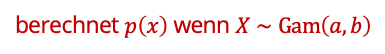 berechnet p(x) wenn X ~ Gam(a, b)